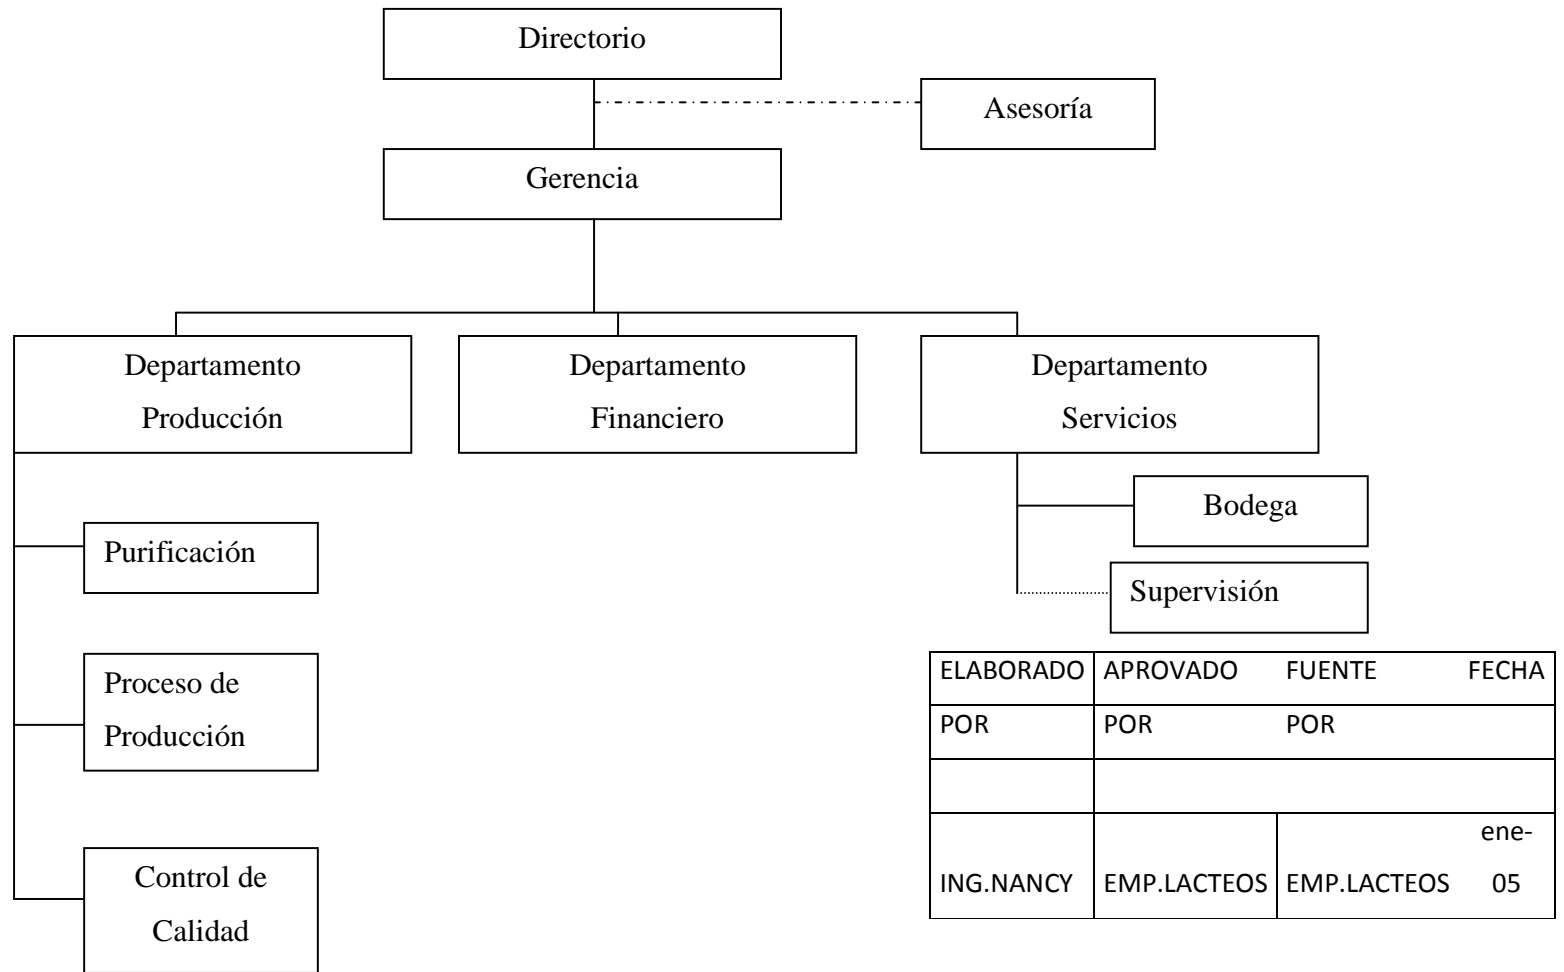 Directorio
Asesoría
Gerencia
Departamento
Producción
Departamento
Financiero
Departamento
Servicios
Bodega
Supervisión
Purificación
Proceso de
Producción
Control de
Calidad
ELABORADO APROVADO FUENTE FECHA
POR POR POR
ene-
ING.NANCY EMP.LACTEOS EMP.LACTEOS 05